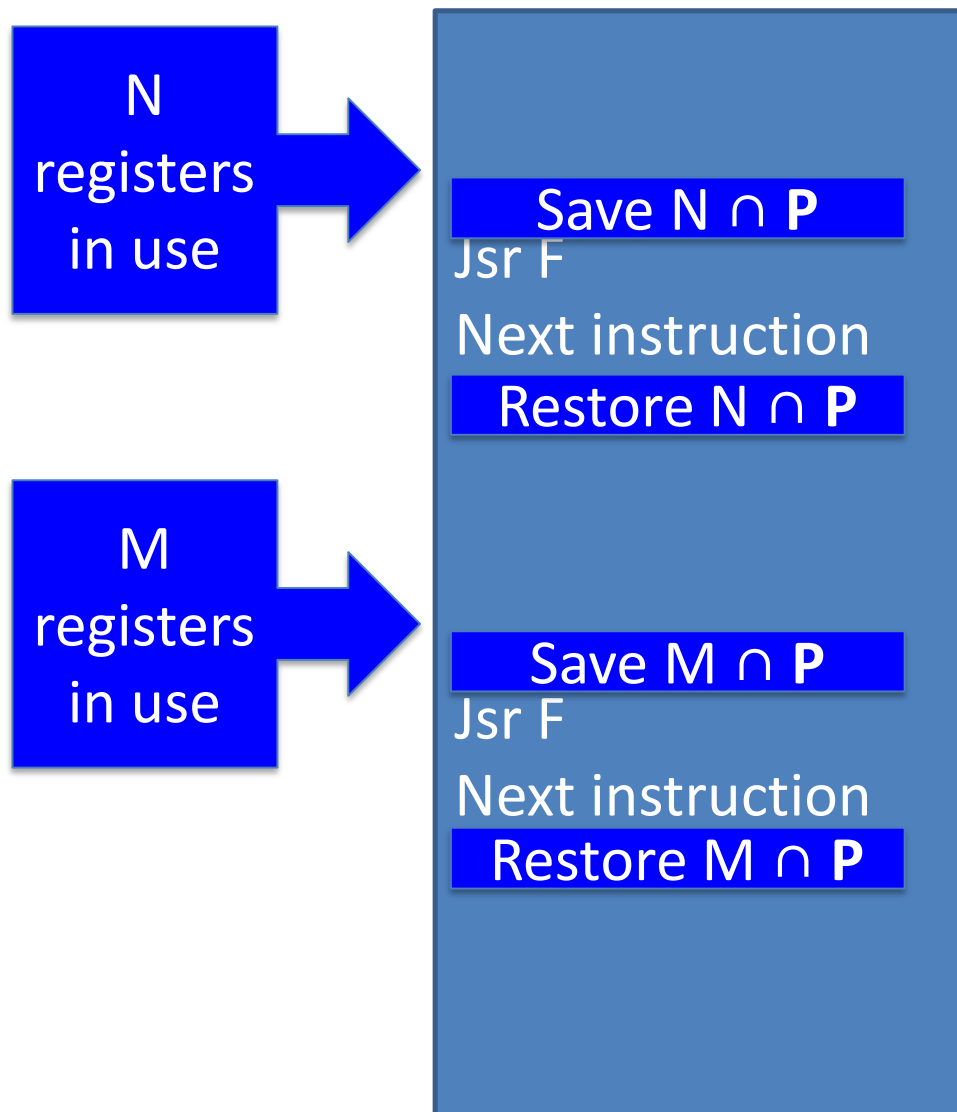 N
registers
in use
Save N ∩ P
Jsr F
Next instruction
Restore N ∩ P
M
registers
in use
Save M ∩ P
Jsr F
Next instruction
Restore M ∩ P